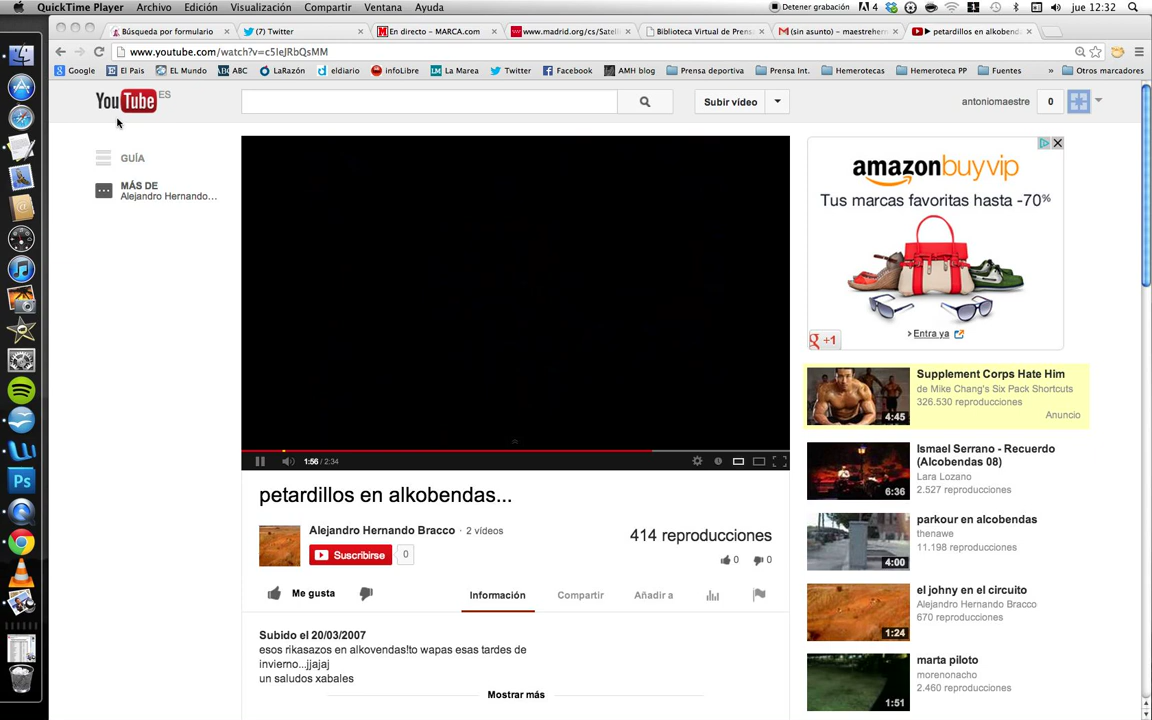 QuickTime Player Archivo Edición Visualización Compartir Ventana Ayuda Detener grabación 4 jue 12:32
Búsqueda por formulario (7) Twitter En directo - MARCA.com www.madrid.org/cs/Satel Biblioteca Virtual de Prens (sin asunto) - maestrehern petardillos en alkobendas
www.youtube.com/watch?v=c5IeJRbQsMM
Google El Pais EL Mundo ABC LaRazón eldiario infoLibre La Marea Twitter Facebook AMH blog Prensa deportiva Prensa Int. Hemerotecas Hemeroteca PP Fuentes » Otros marcadores
YouTube ES
Subir vídeo
antoniomaestre 0
GUÍA
MÁS DE
Alejandro Hernando...
amazonbuyvip
Tus marcas favoritas hasta -70%
Entra ya
g +1
1:56 / 2:34
petardillos en alkobendas...
Alejandro Hernando Bracco · 2 vídeos
Suscribirse 0
414 reproducciones
0 0
Me gusta
Información Compartir Añadir a
Subido el 20/03/2007
esos rikasazos en alkovendas!to wapas esas tardes de
invierno...jjajaj
un saludos xabales
Mostrar más
Supplement Corps Hate Him
de Mike Chang's Six Pack Shortcuts
326.530 reproducciones
Anuncio
4:45
Ismael Serrano - Recuerdo
(Alcobendas 08)
Lara Lozano
2.527 reproducciones
6:36
parkour en alcobendas
thenawe
11.198 reproducciones
4:00
el johny en el circuito
Alejandro Hernando Bracco
670 reproducciones
1:24
marta piloto
morenonacho
2.460 reproducciones
1:51
Ps